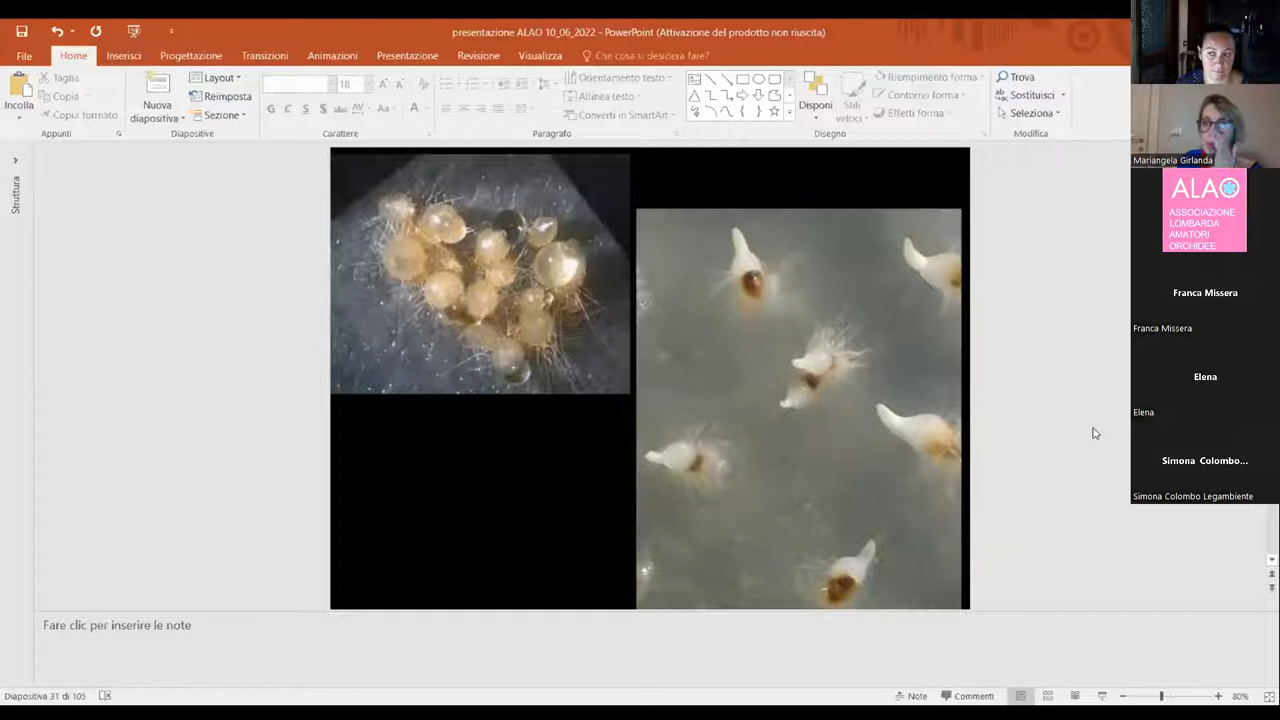 presentazione ALAO 10_06_2022 - PowerPoint (Attivazione del prodotto non riuscita)
File Home Inserisci Progettazione Transizioni Animazioni Presentazione Revisione Visualizza Che cosa si desidera fare?
Incolla
Taglia
Copia
Copia formato
Appunti
Nuova
diapositiva
Layout
Reimposta
Sezione
Diapositive
18
G C S S abc AV Aa A
Carattere
Orientamento testo
Allinea testo
Converti in SmartArt
Paragrafo
Disponi
Stili
veloci
Riempimento forma
Contorno forma
Effetti forma
Disegno
Trova
Sostituisci
Seleziona
Modifica
Struttura
Mariangela Girlanda
ALAO
ASSOCIAZIONE
LOMBARDA
AMATORI
ORCHIDEE
Franca Missera
Franca Missera
Elena
Elena
Simona Colombo...
Simona Colombo Legambiente
Fare clic per inserire le note
Diapositiva 31 di 105
Note Commenti 80%